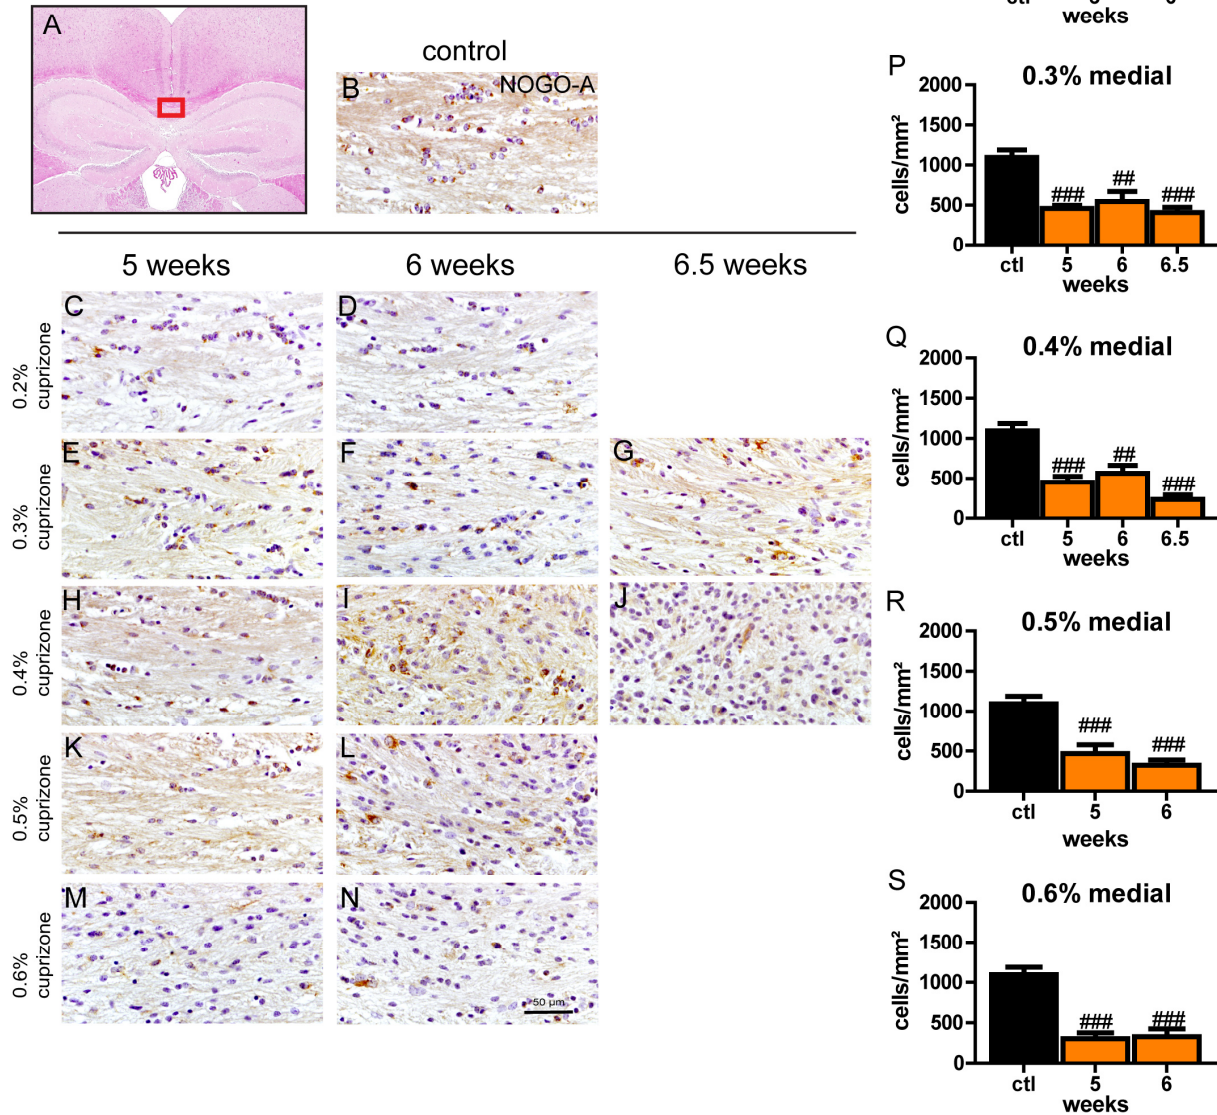 A
control
B
NOGO-A
5 weeks
6 weeks
6.5 weeks
0.2%
cuprizone
C
D
0.3%
cuprizone
E
F
G
0.4%
cuprizone
H
I
J
0.5%
cuprizone
K
L
0.6%
cuprizone
M
N
50 µm
weeks
P
0.3% medial
cells/mm²
2000
1500
1000
500
0
###
##
###
ctl
5
6
6.5
weeks
Q
0.4% medial
cells/mm²
2000
1500
1000
500
0
###
##
###
ctl
5
6
6.5
weeks
R
0.5% medial
cells/mm²
2000
1500
1000
500
0
###
###
ctl
5
6
weeks
S
0.6% medial
cells/mm²
2000
1500
1000
500
0
###
###
ctl
5
6
weeks